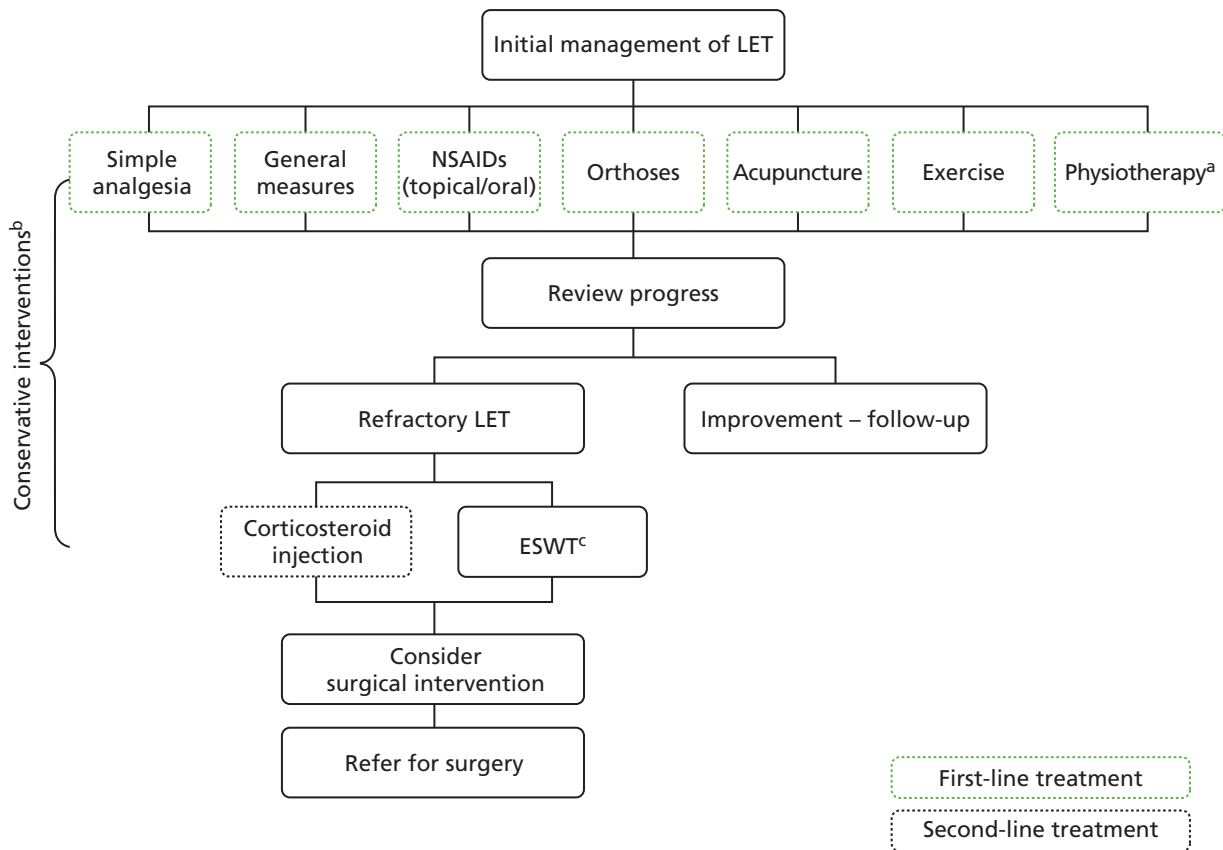 Initial management of LET
Simple
analgesia
General
measures
NSAIDs
(topical/oral)
Orthoses
Acupuncture
Exercise
Physiotherapyᵃ
Conservative interventionsᵇ
Review progress
Refractory LET
Improvement – follow-up
Corticosteroid
injection
ESWTᶜ
Consider
surgical intervention
Refer for surgery
First-line treatment
Second-line treatment